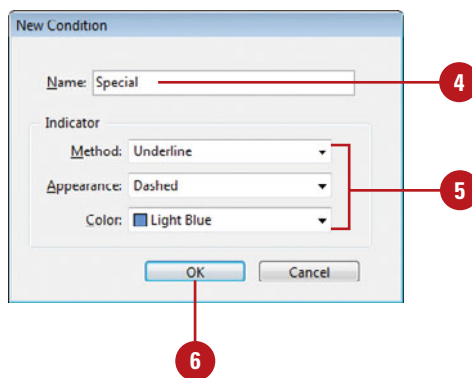 New Condition
Name: Special
4
Indicator
Method: Underline
Appearance: Dashed
5
Color: Light Blue
OK Cancel
6